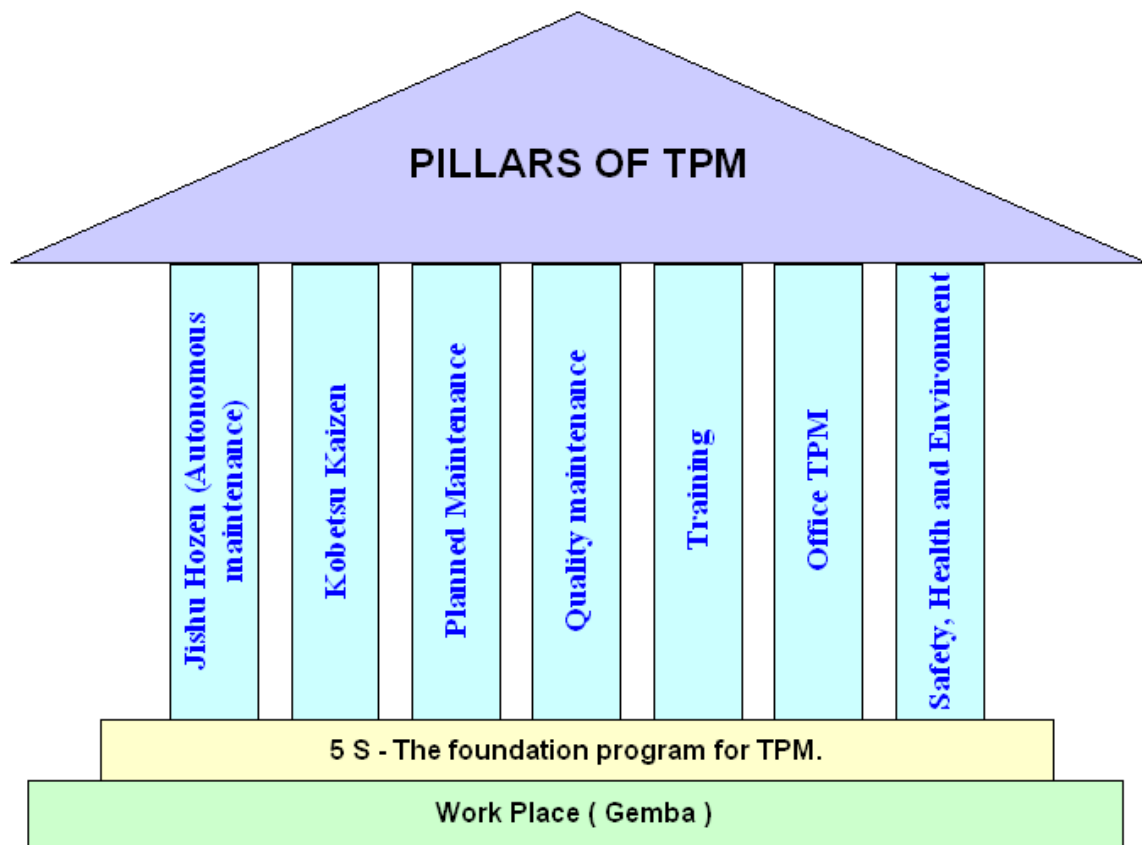 PILLARS OF TPM
Jishu Hozen (Autonomous
maintenance)
Kobetsu Kaizen
Planned Maintenance
Quality maintenance
Training
Office TPM
Safety, Health and Environment
5 S - The foundation program for TPM.
Work Place ( Gemba )